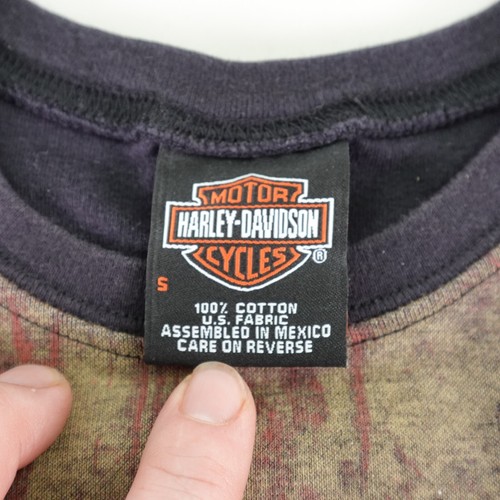 MOTOR
HARLEY-DAVIDSON
CYCLES
®
S
100% COTTON
U.S. FABRIC
ASSEMBLED IN MEXICO
CARE ON REVERSE